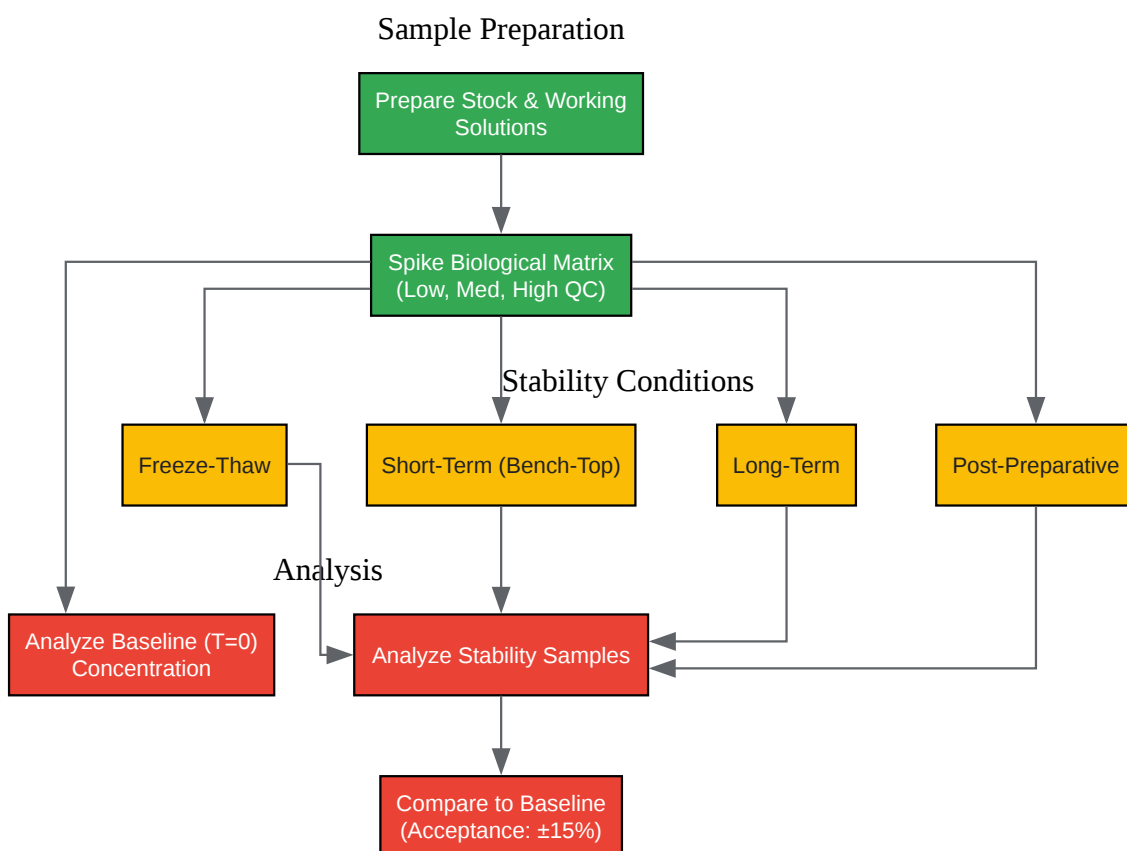 Sample Preparation
Prepare Stock & Working
Solutions
Spike Biological Matrix
(Low, Med, High QC)
Stability Conditions
Freeze-Thaw
Short-Term (Bench-Top)
Long-Term
Post-Preparative
Analysis
Analyze Baseline (T=0)
Concentration
Analyze Stability Samples
Compare to Baseline
(Acceptance: ±15%)